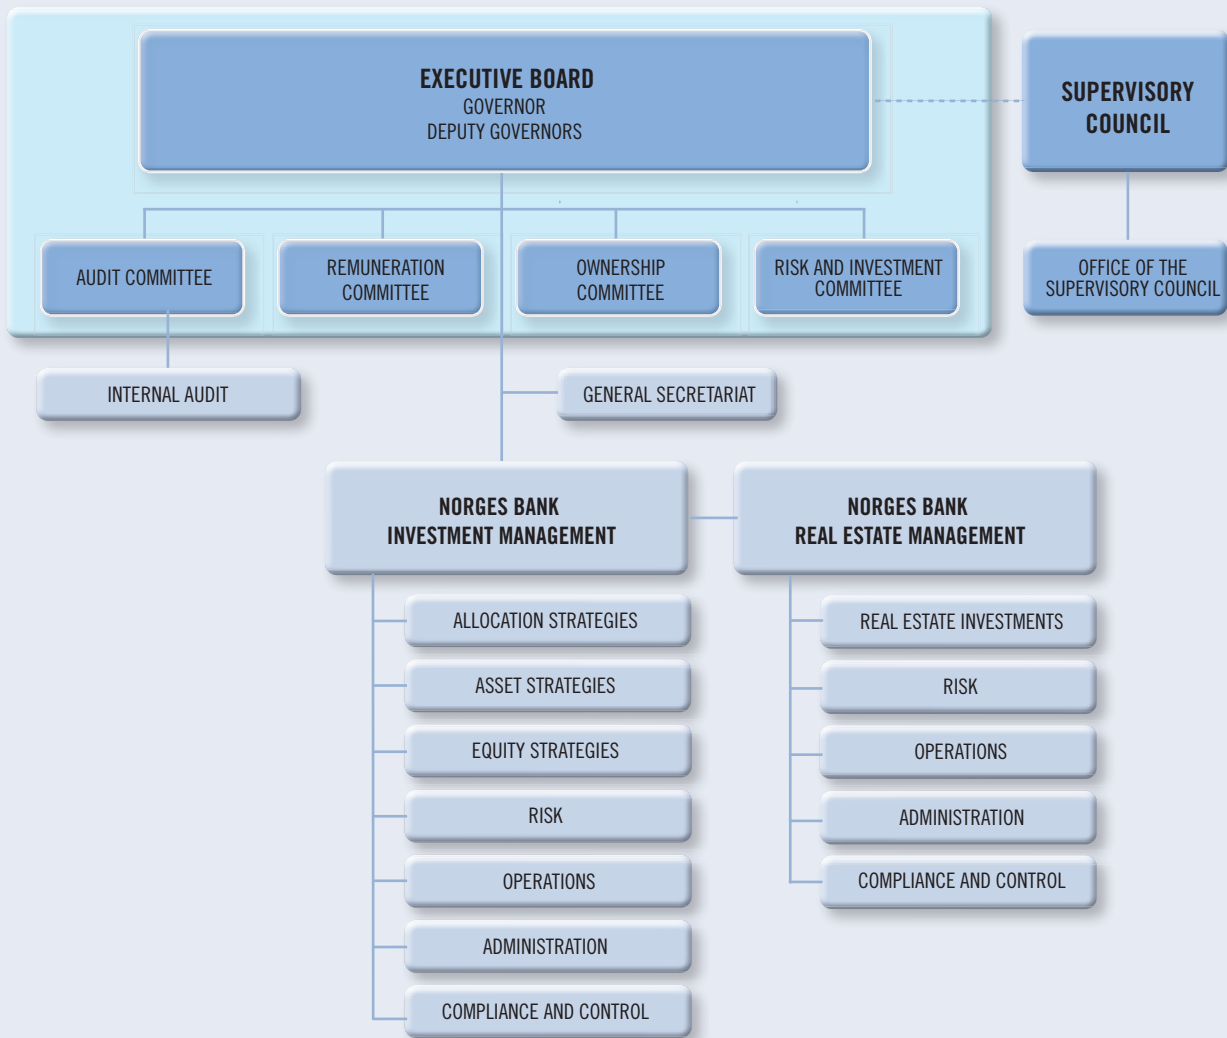 EXECUTIVE BOARD
GOVERNOR
DEPUTY GOVERNORS
SUPERVISORY
COUNCIL
AUDIT COMMITTEE
REMUNERATION
COMMITTEE
OWNERSHIP
COMMITTEE
RISK AND INVESTMENT
COMMITTEE
OFFICE OF THE
SUPERVISORY COUNCIL
INTERNAL AUDIT
GENERAL SECRETARIAT
NORGES BANK
INVESTMENT MANAGEMENT
NORGES BANK
REAL ESTATE MANAGEMENT
ALLOCATION STRATEGIES
ASSET STRATEGIES
EQUITY STRATEGIES
RISK
OPERATIONS
ADMINISTRATION
COMPLIANCE AND CONTROL
REAL ESTATE INVESTMENTS
RISK
OPERATIONS
ADMINISTRATION
COMPLIANCE AND CONTROL